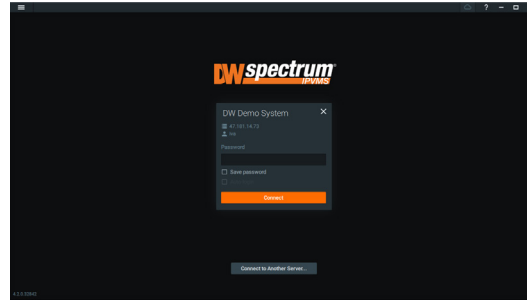 ?
DW spectrum®
IPVMS
DW Demo System
Password
Save password
Connect
Connect to Another Server...